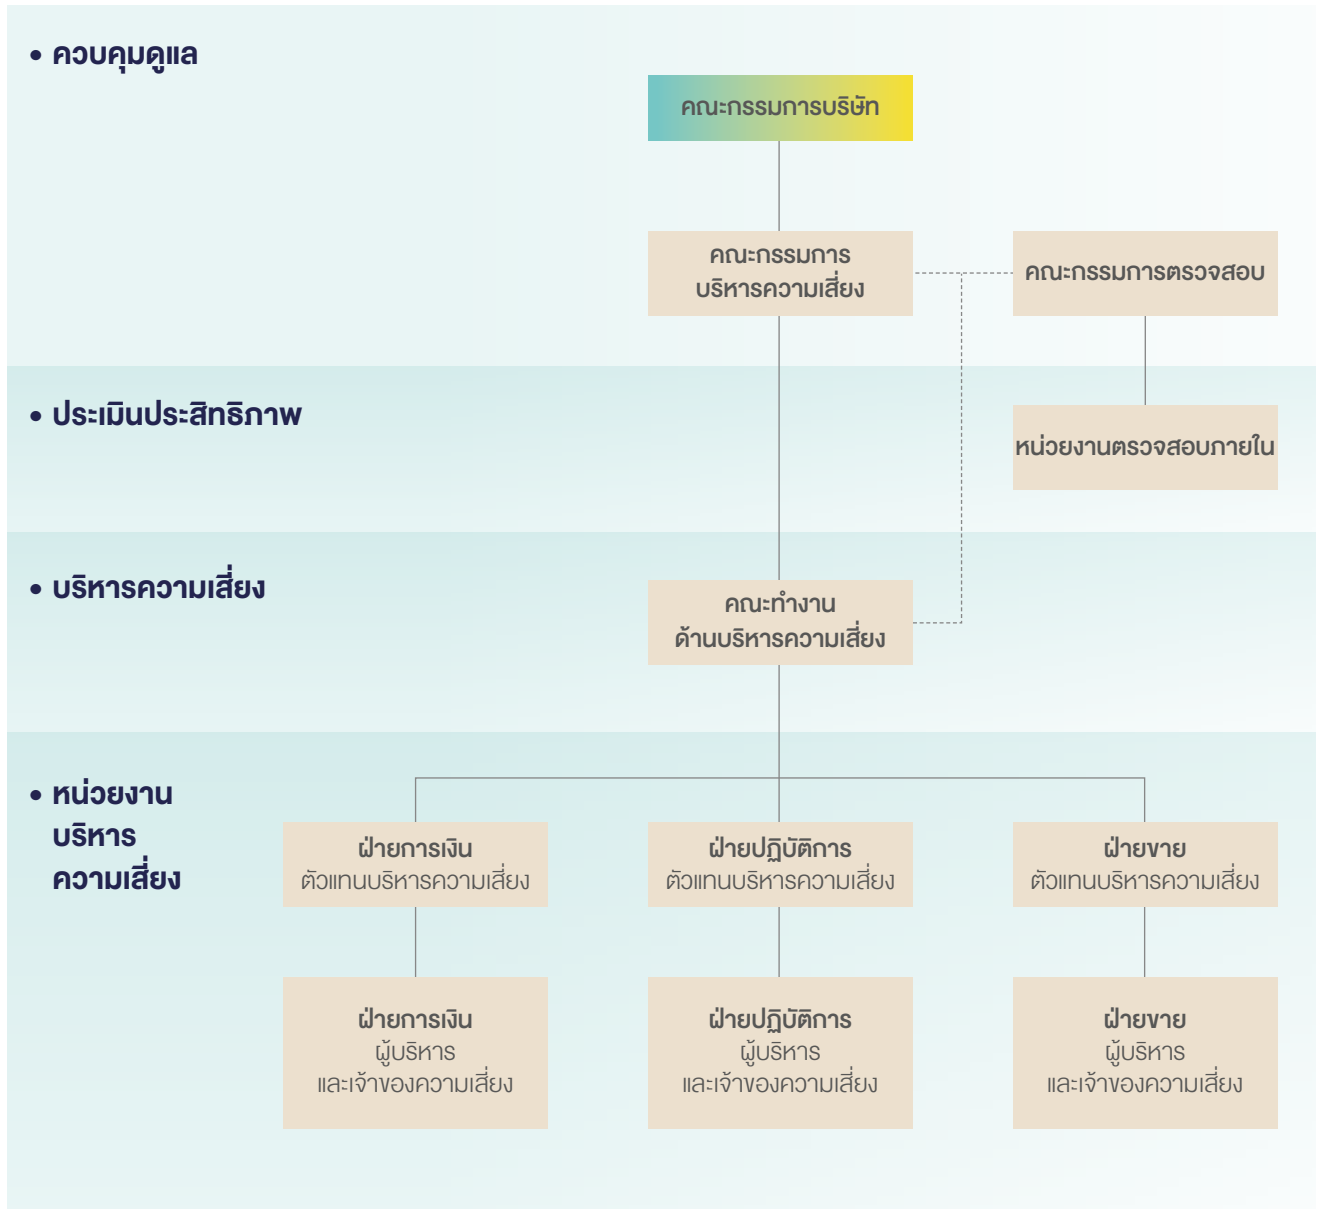 • ควบคุมดูแล
คณะกรรมการบริษัท
คณะกรรมการ
บริหารความเสี่ยง
คณะกรรมการตรวจสอบ
• ประเมินประสิทธิภาพ
หน่วยงานตรวจสอบภายใน
• บริหารความเสี่ยง
คณะทำงาน
ด้านบริหารความเสี่ยง
• หน่วยงาน
บริหาร
ความเสี่ยง
ฝ่ายการเงิน
ตัวแทนบริหารความเสี่ยง
ฝ่ายปฏิบัติการ
ตัวแทนบริหารความเสี่ยง
ฝ่ายขาย
ตัวแทนบริหารความเสี่ยง
ฝ่ายการเงิน
ผู้บริหาร
และเจ้าของความเสี่ยง
ฝ่ายปฏิบัติการ
ผู้บริหาร
และเจ้าของความเสี่ยง
ฝ่ายขาย
ผู้บริหาร
และเจ้าของความเสี่ยง